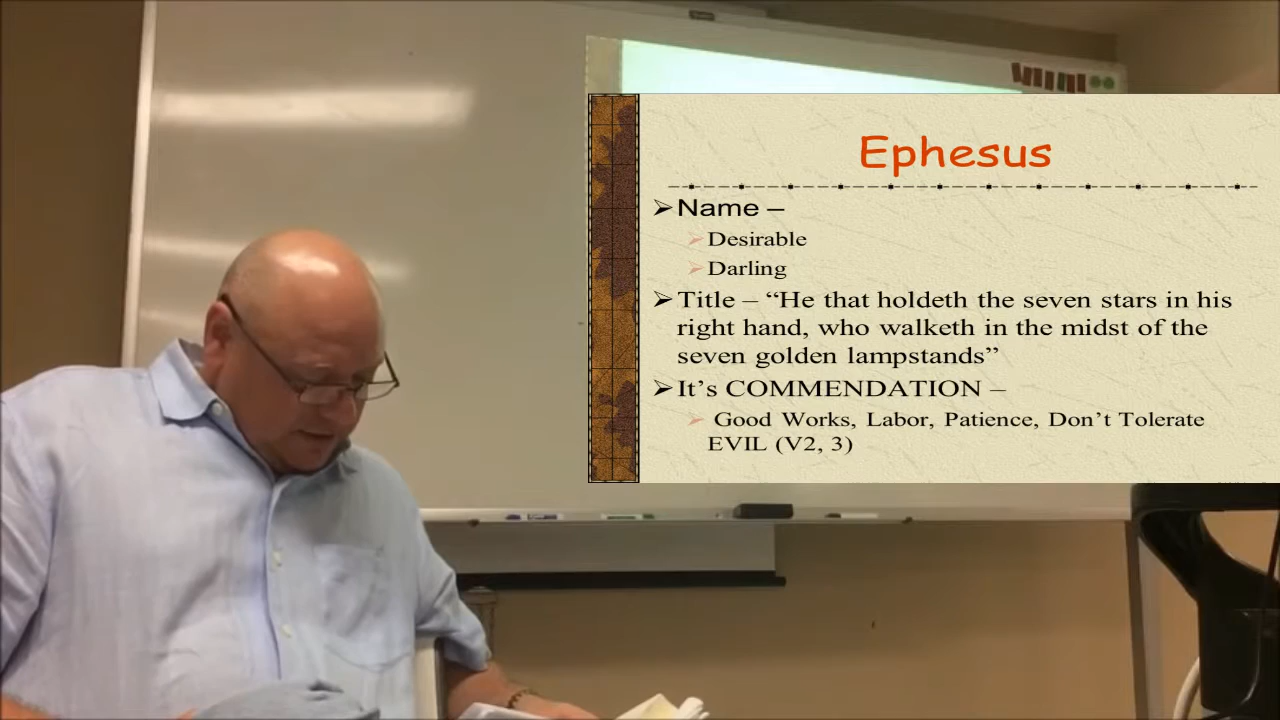 Ephesus
Name –
Desirable
Darling
Title – “He that holdeth the seven stars in his
right hand, who walketh in the midst of the
seven golden lampstands”
It’s COMMENDATION –
Good Works, Labor, Patience, Don’t Tolerate
EVIL (V2, 3)